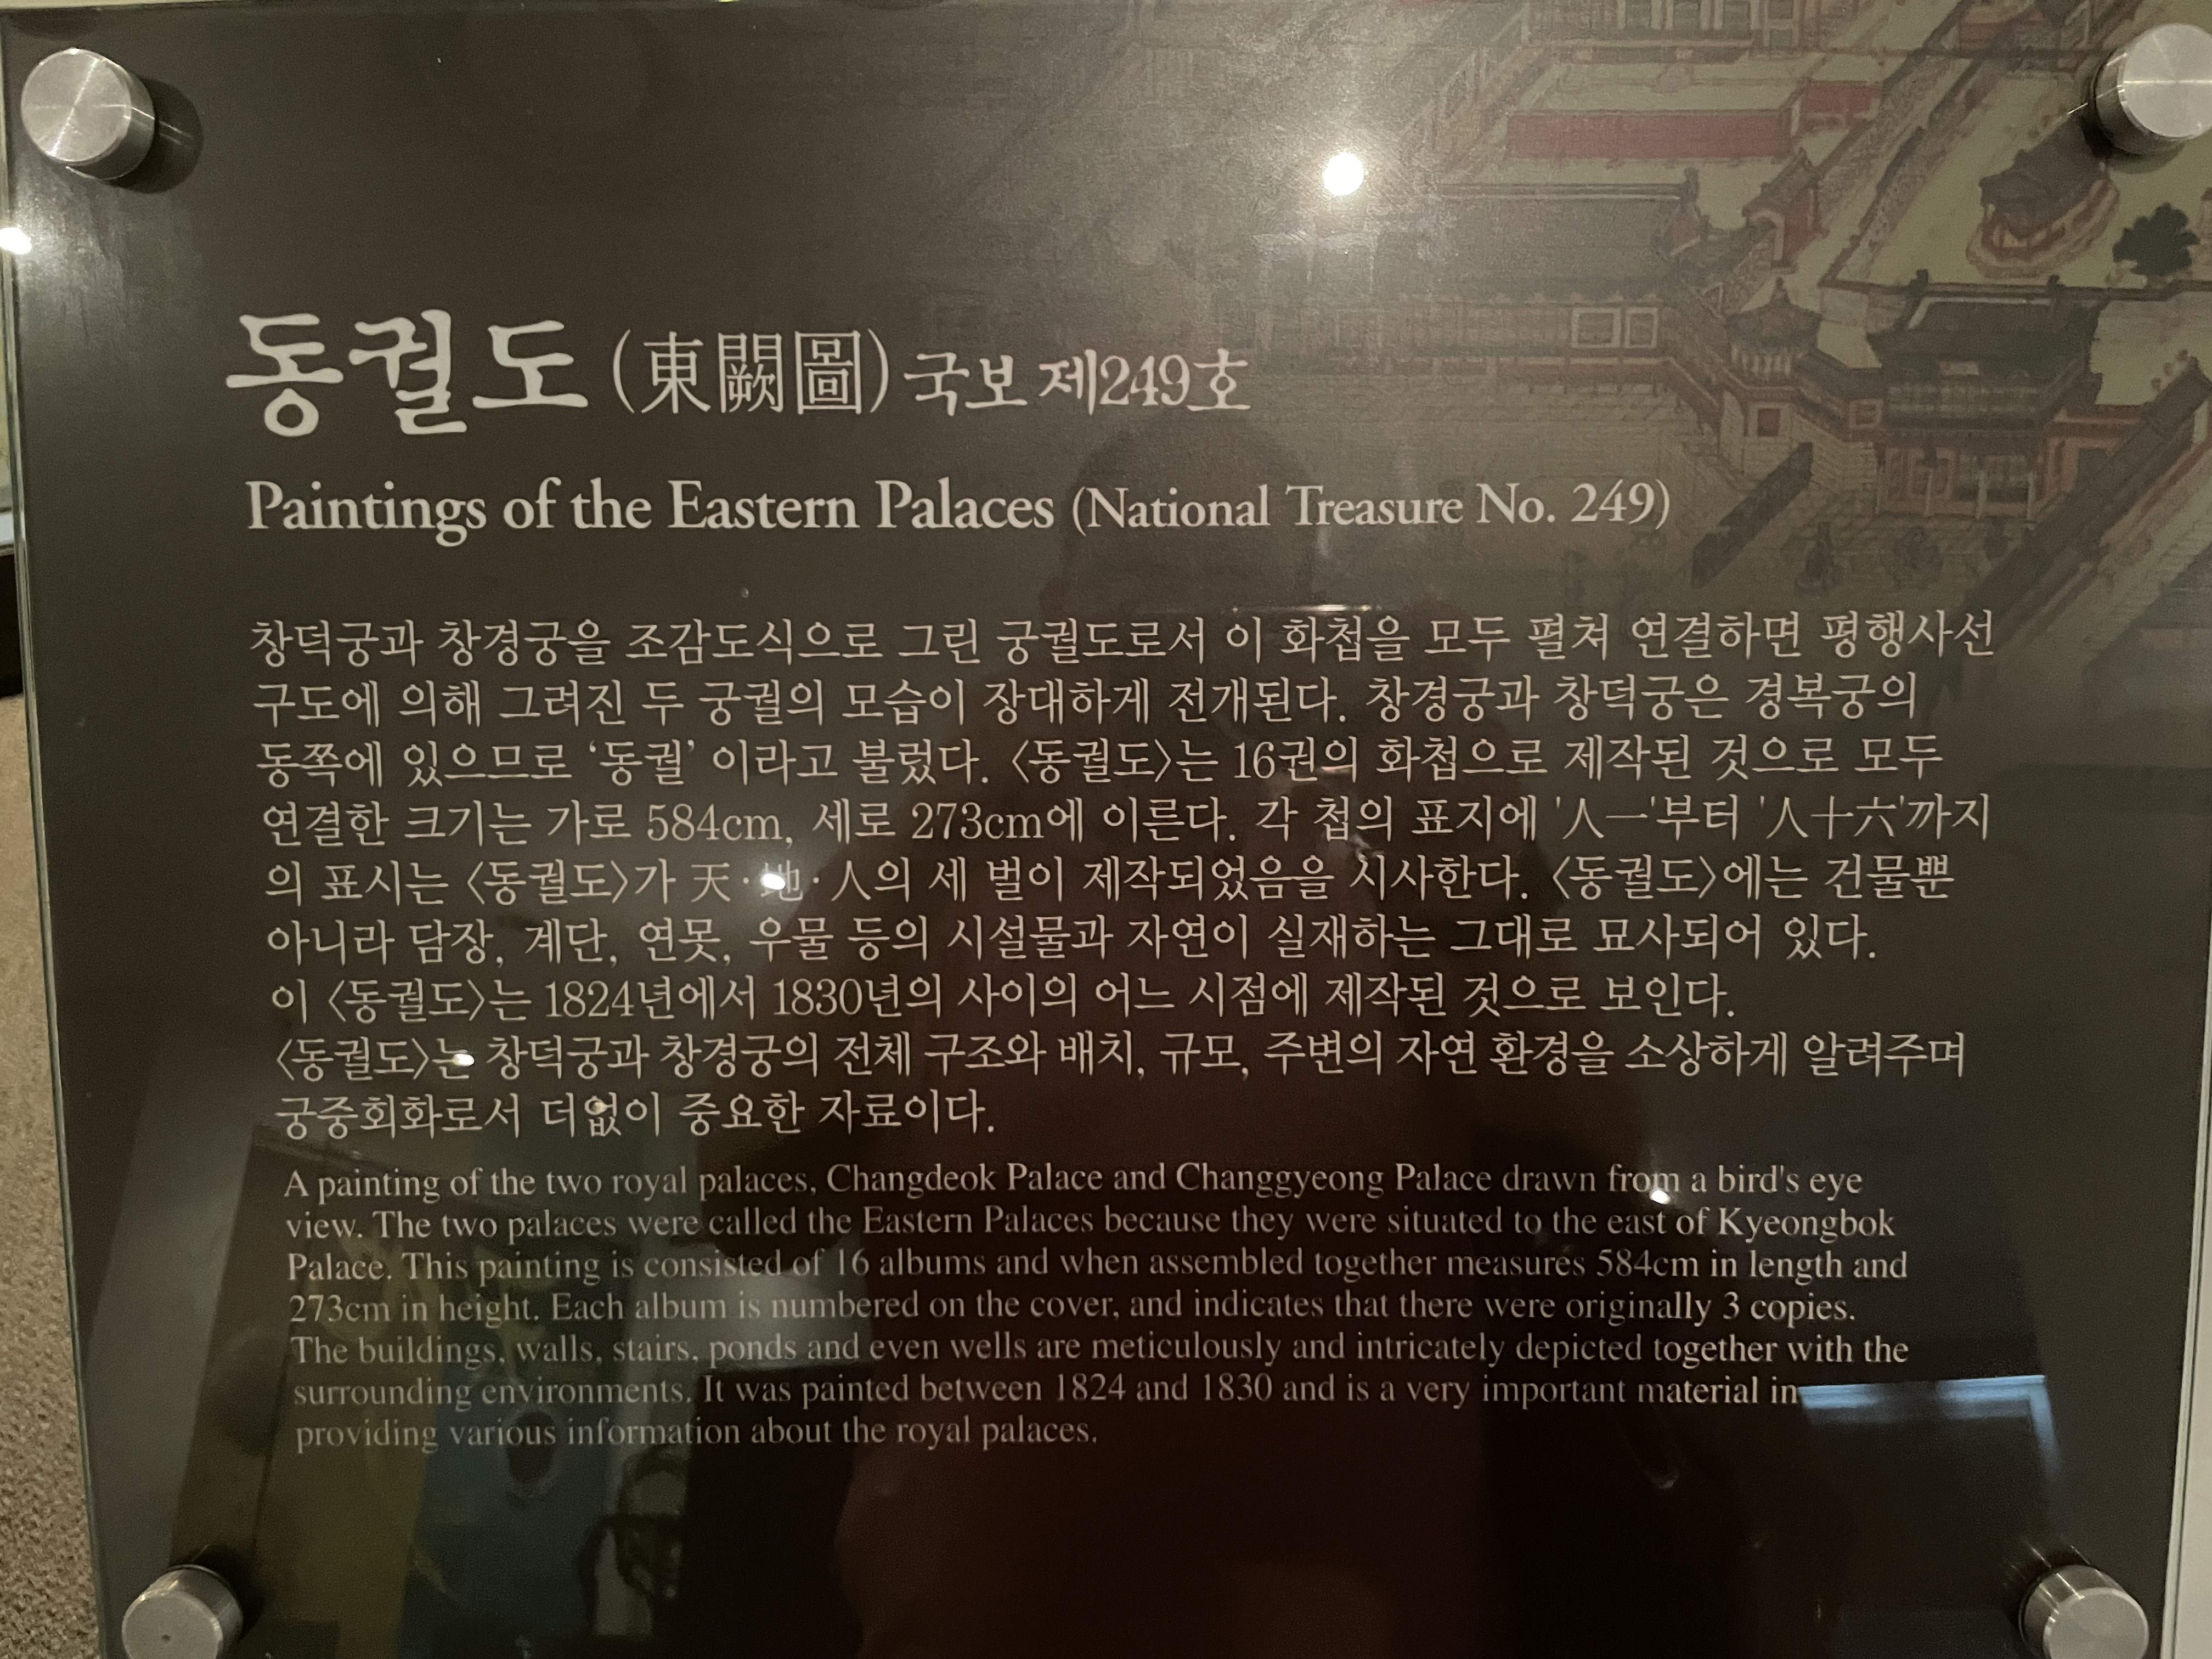 동궐도 (東闕圖) 국보 제249호
Paintings of the Eastern Palaces (National Treasure No. 249)
창덕궁과 창경궁을 조감도식으로 그린 궁궐도로서 이 화첩을 모두 펼쳐 연결하면 평행사선
구도에 의해 그려진 두 궁궐의 모습이 장대하게 전개된다. 창경궁과 창덕궁은 경복궁의
동쪽에 있으므로 ‘동궐’ 이라고 불렀다. 〈동궐도〉는 16권의 화첩으로 제작된 것으로 모두
연결한 크기는 가로 584cm, 세로 273cm에 이른다. 각 첩의 표지에 '人一'부터 '人十六'까지
의 표시는 〈동궐도〉가 天·地·人의 세 벌이 제작되었음을 시사한다. 〈동궐도〉에는 건물뿐
아니라 담장, 계단, 연못, 우물 등의 시설물과 자연이 실재하는 그대로 묘사되어 있다.
이 〈동궐도〉는 1824년에서 1830년의 사이의 어느 시점에 제작된 것으로 보인다.
〈동궐도〉는 창덕궁과 창경궁의 전체 구조와 배치, 규모, 주변의 자연 환경을 소상하게 알려주며
궁중회화로서 더없이 중요한 자료이다.
A painting of the two royal palaces, Changdeok Palace and Changgyeong Palace drawn from a bird's eye
view. The two palaces were called the Eastern Palaces because they were situated to the east of Kyeongbok
Palace. This painting is consisted of 16 albums and when assembled together measures 584cm in length and
273cm in height. Each album is numbered on the cover, and indicates that there were originally 3 copies.
The buildings, walls, stairs, ponds and even wells are meticulously and intricately depicted together with the
surrounding environments. It was painted between 1824 and 1830 and is a very important material in
providing various information about the royal palaces.